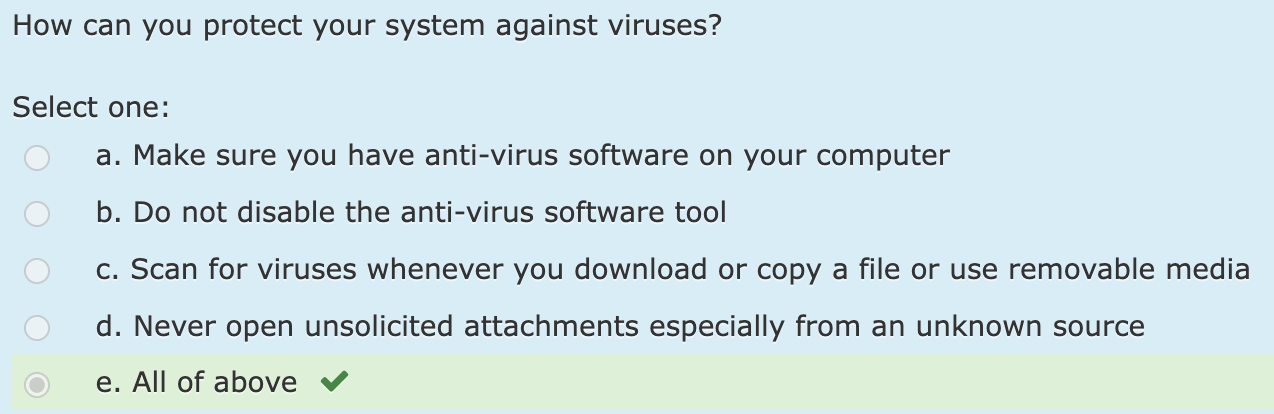 How can you protect your system against viruses?
Select one:
a. Make sure you have anti-virus software on your computer
b. Do not disable the anti-virus software tool
c. Scan for viruses whenever you download or copy a file or use removable media
d. Never open unsolicited attachments especially from an unknown source
e. All of above